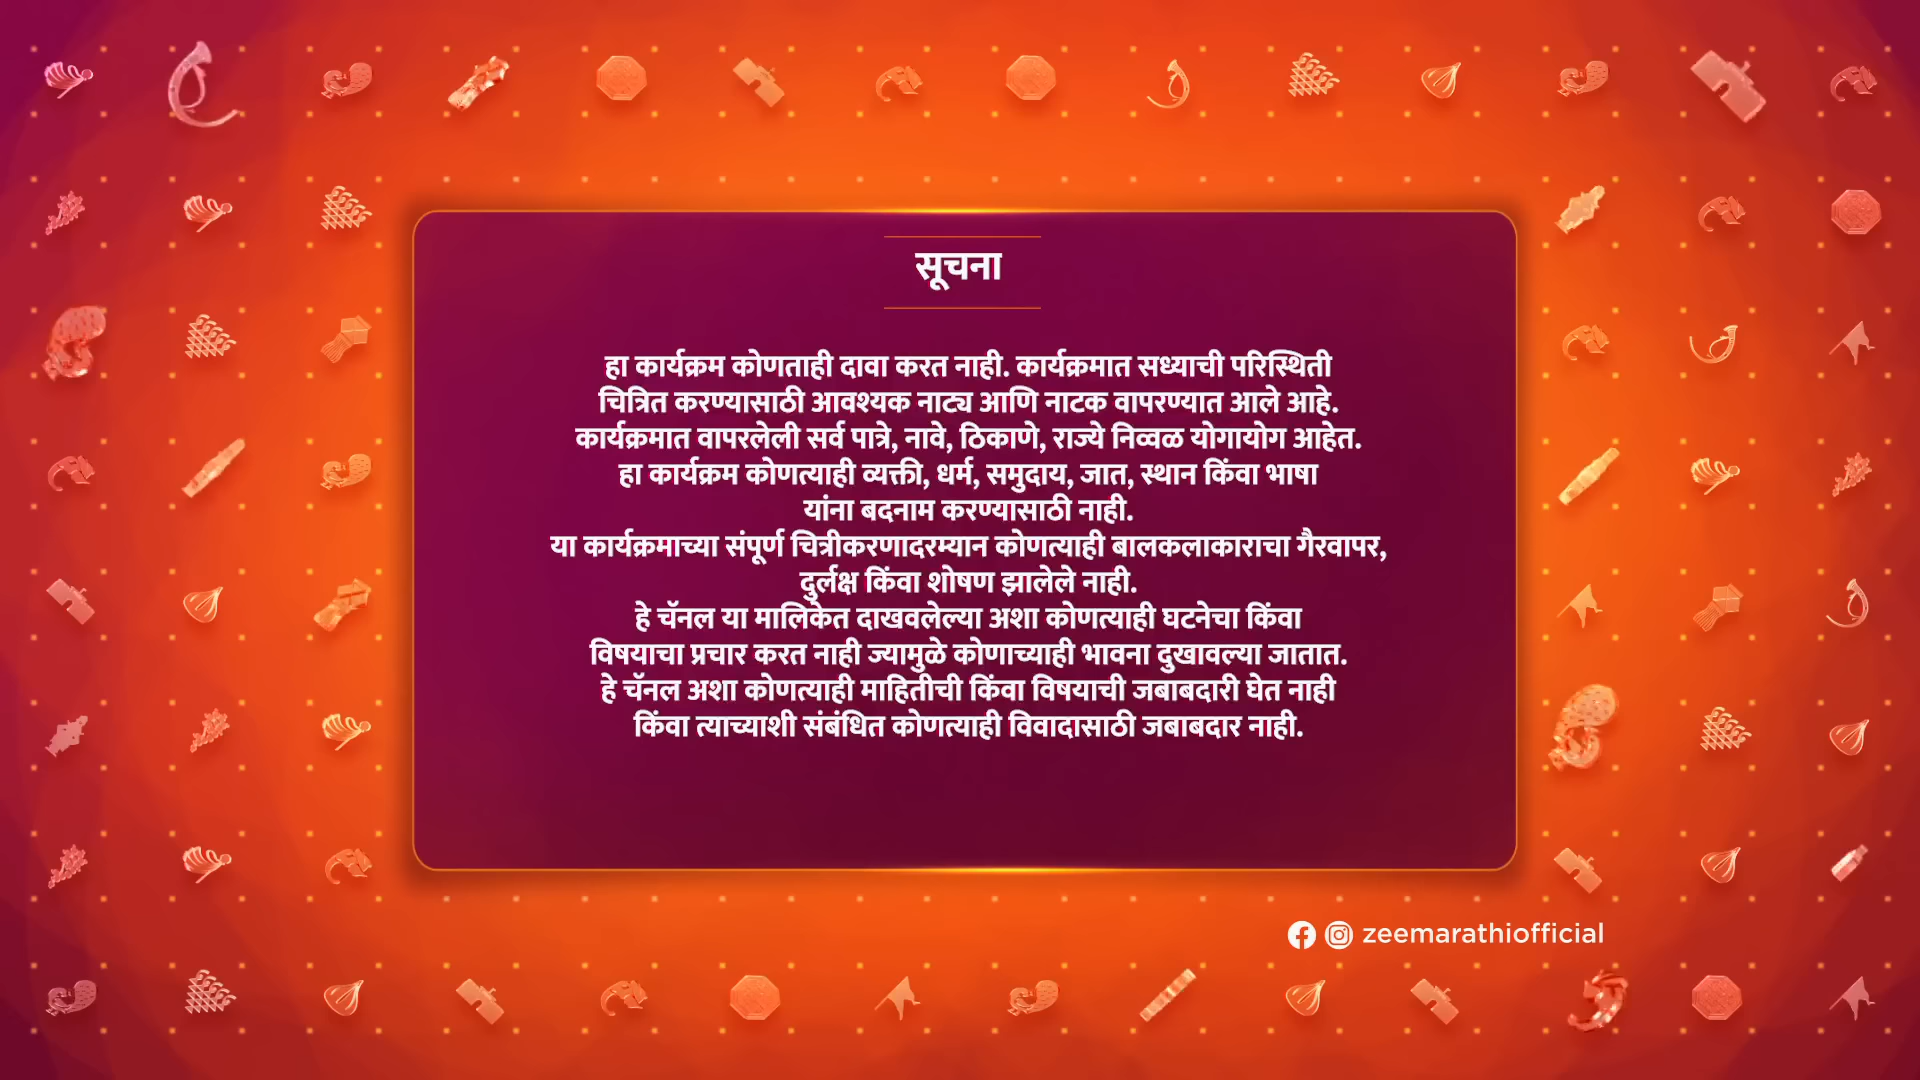 सूचना
हा कार्यक्रम कोणताही दावा करत नाही. कार्यक्रमात सध्याची परिस्थिती
चित्रित करण्यासाठी आवश्यक नाट्य आणि नाटक वापरण्यात आले आहे.
कार्यक्रमात वापरलेली सर्व पात्रे, नावे, ठिकाणे, राज्ये निव्वळ योगायोग आहेत.
हा कार्यक्रम कोणत्याही व्यक्ती, धर्म, समुदाय, जात, स्थान किंवा भाषा
यांना बदनाम करण्यासाठी नाही.
या कार्यक्रमाच्या संपूर्ण चित्रीकरणादरम्यान कोणत्याही बालकलाकाराचा गैरवापर,
दुर्लक्ष किंवा शोषण झालेले नाही.
हे चॅनल या मालिकेत दाखवलेल्या अशा कोणत्याही घटनेचा किंवा
विषयाचा प्रचार करत नाही ज्यामुळे कोणाच्याही भावना दुखावल्या जातात.
हे चॅनल अशा कोणत्याही माहितीची किंवा विषयाची जबाबदारी घेत नाही
किंवा त्याच्याशी संबंधित कोणत्याही विवादासाठी जबाबदार नाही.
zeemarathiofficial